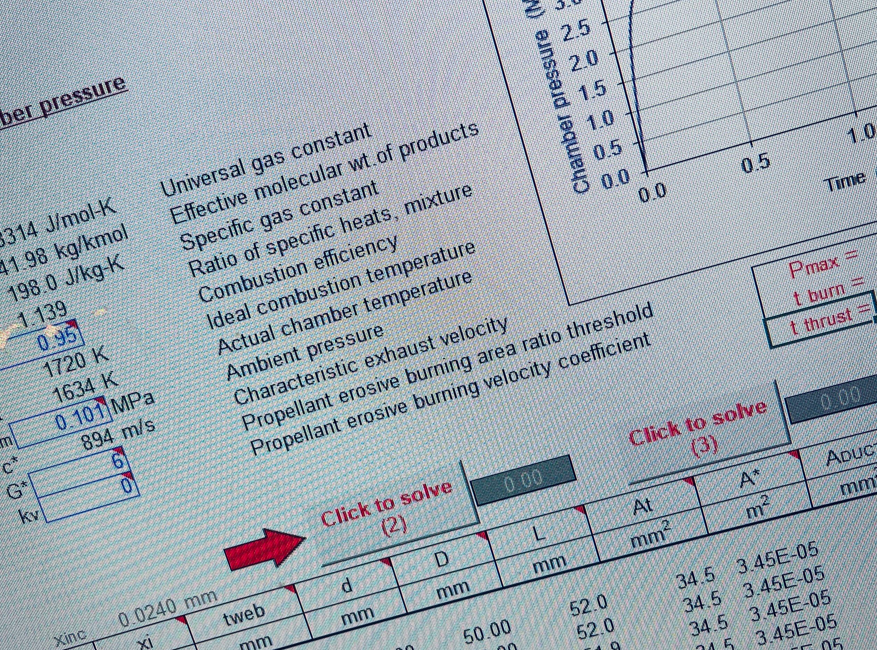 ber pressure
8314 J/mol-K Universal gas constant
41.98 kg/kmol Effective molecular wt. of products
198.0 J/kg-K Specific gas constant
1.139 Ratio of specific heats, mixture
0.95 Combustion efficiency
1720 K Ideal combustion temperature
1634 K Actual chamber temperature
0.101 MPa Ambient pressure
c* 894 m/s Characteristic exhaust velocity
G* 6 Propellant erosive burning area ratio threshold
kv 0 Propellant erosive burning velocity coefficient
Chamber pressure (M
3.0
2.5
2.0
1.5
1.0
0.5
0.0
0.0 0.5 1.0
Time
Pmax =
t burn =
t thrust =
Click to solve
(2)
0.00
Click to solve
(3)
0.00
xinc 0.0240 mm
xi tweb d D L At A* ADUCT
mm mm mm mm mm² m² mm²
50.00 52.0 34.5 3.45E-05
52.0 34.5 3.45E-05
34.5 3.45E-05
3.45E-05